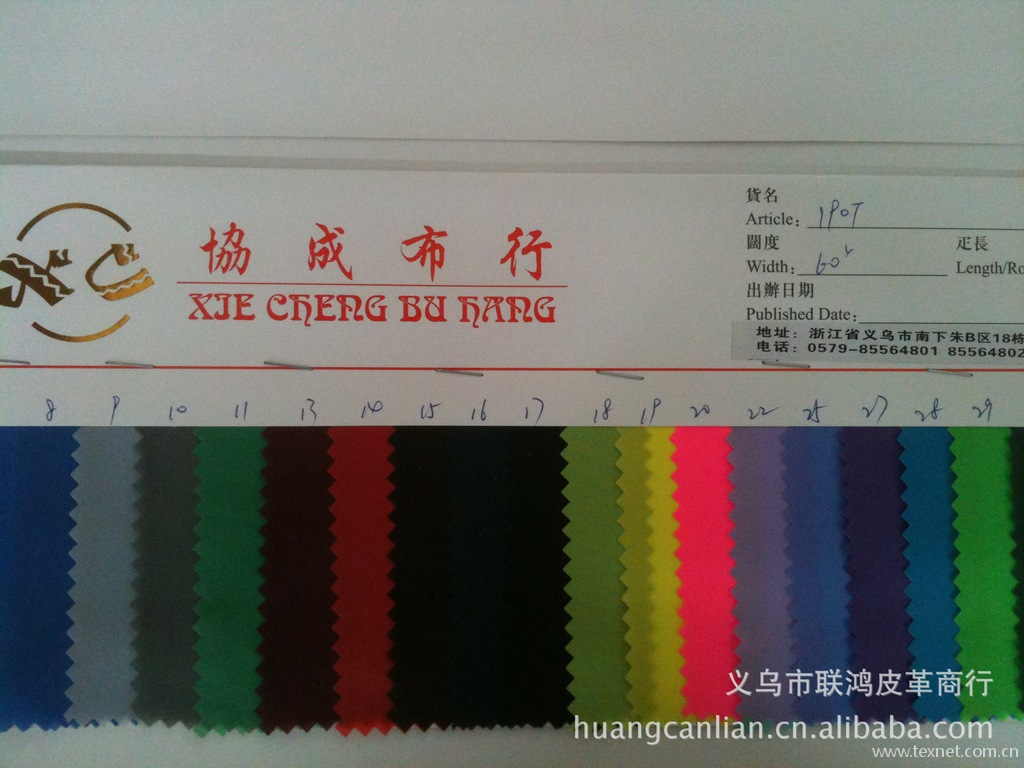 協成布行
XIE CHENG BU HANG
貨名
Article: 190T
闊度
疋長
Width: 60"
Length/Ro
出辦日期
Published Date:
地址: 浙江省义乌市南下朱B区18栋
电话: 0579-85564801 85564802
8 9 10 11 13 14 15 16 17 18 19 20 22 25 27 28 29
义乌市联鸿皮革商行
huangcanlian.cn.alibaba.com
www.texnet.com.cn